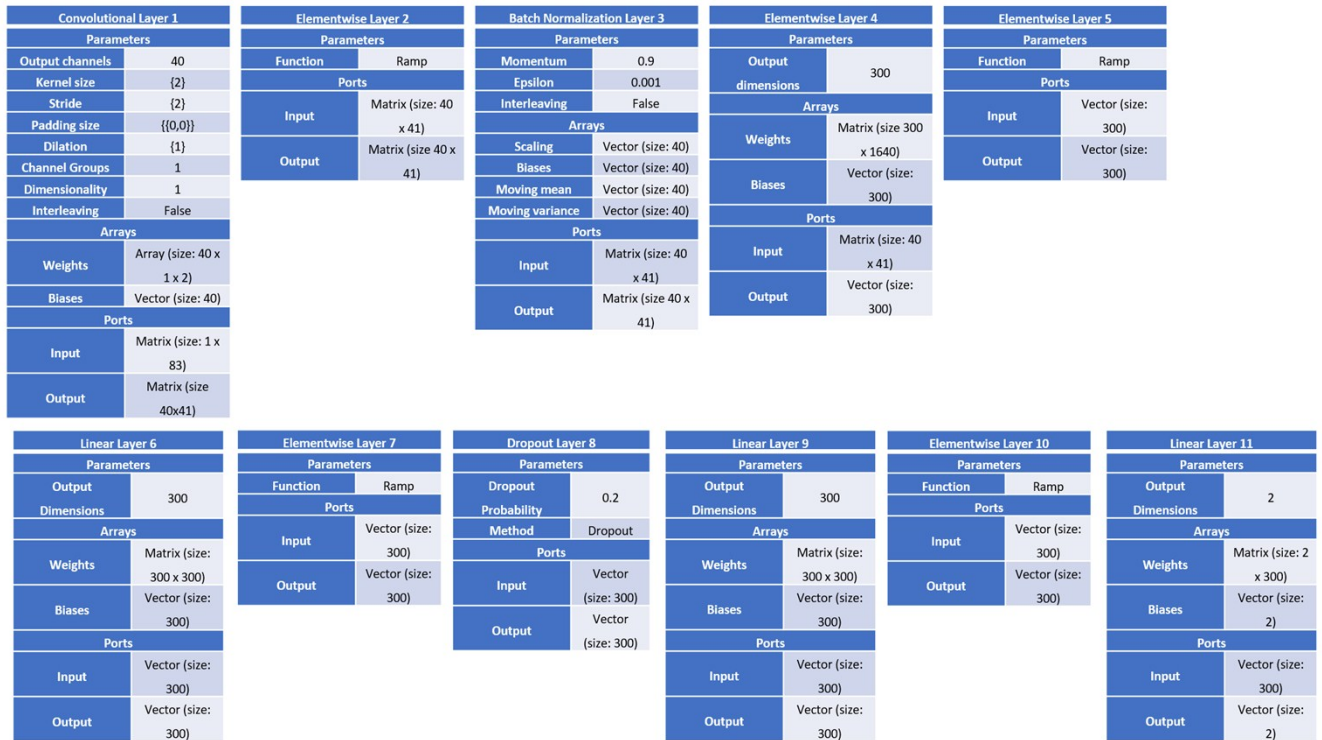 Convolutional Layer 1
Parameters
Output channels 40
Kernel size {2}
Stride {2}
Padding size {{0,0}}
Dilation {1}
Channel Groups 1
Dimensionality 1
Interleaving False
Arrays
Weights Array (size: 40 x
1 x 2)
Biases Vector (size: 40)
Ports
Input Matrix (size: 1 x
83)
Output Matrix (size
40x41)
Elementwise Layer 2
Parameters
Function Ramp
Ports
Input Matrix (size: 40
x 41)
Output Matrix (size 40 x
41)
Batch Normalization Layer 3
Parameters
Momentum 0.9
Epsilon 0.001
Interleaving False
Arrays
Scaling Vector (size: 40)
Biases Vector (size: 40)
Moving mean Vector (size: 40)
Moving variance Vector (size: 40)
Ports
Input Matrix (size: 40
x 41)
Output Matrix (size 40 x
41)
Elementwise Layer 4
Parameters
Output
dimensions 300
Arrays
Weights Matrix (size 300
x 1640)
Biases Vector (size:
300)
Ports
Input Matrix (size: 40
x 41)
Output Vector (size:
300)
Elementwise Layer 5
Parameters
Function Ramp
Ports
Input Vector (size:
300)
Output Vector (size:
300)
Linear Layer 6
Parameters
Output
Dimensions 300
Arrays
Weights Matrix (size:
300 x 300)
Biases Vector (size:
300)
Ports
Input Vector (size:
300)
Output Vector (size:
300)
Elementwise Layer 7
Parameters
Function Ramp
Ports
Input Vector (size:
300)
Output Vector (size:
300)
Dropout Layer 8
Parameters
Dropout
Probability 0.2
Method Dropout
Ports
Input Vector
(size: 300)
Output Vector
(size: 300)
Linear Layer 9
Parameters
Output
Dimensions 300
Arrays
Weights Matrix (size:
300 x 300)
Biases Vector (size:
300)
Ports
Input Vector (size:
300)
Output Vector (size:
300)
Elementwise Layer 10
Parameters
Function Ramp
Ports
Input Vector (size:
300)
Output Vector (size:
300)
Linear Layer 11
Parameters
Output
Dimensions 2
Arrays
Weights Matrix (size: 2
x 300)
Biases Vector (size:
2)
Ports
Input Vector (size:
300)
Output Vector (size:
2)